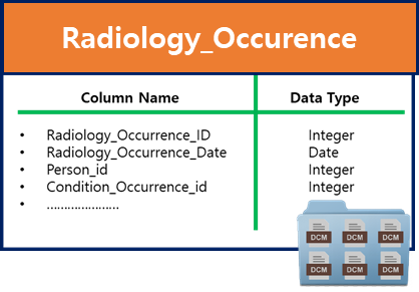 Radiology_Occurence
Column Name Data Type
• Radiology_Occurrence_ID Integer
• Radiology_Occurrence_Date Date
• Person_id Integer
• Condition_Occurrence_id Integer
• .....................
DCM DCM DCM
DCM DCM DCM